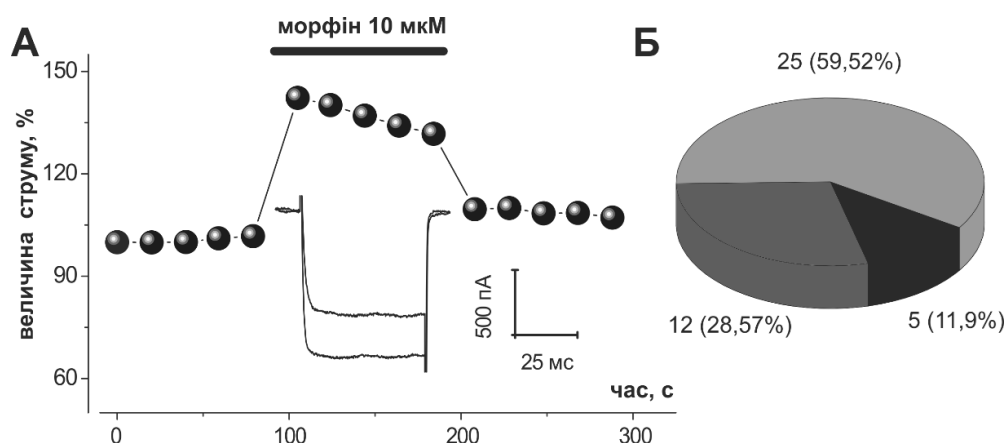 А
морфін 10 мкМ
Б
величина струму, %
150
120
90
60
0
100
200
300
час, с
500 пА
25 мс
25 (59,52%)
12 (28,57%)
5 (11,9%)